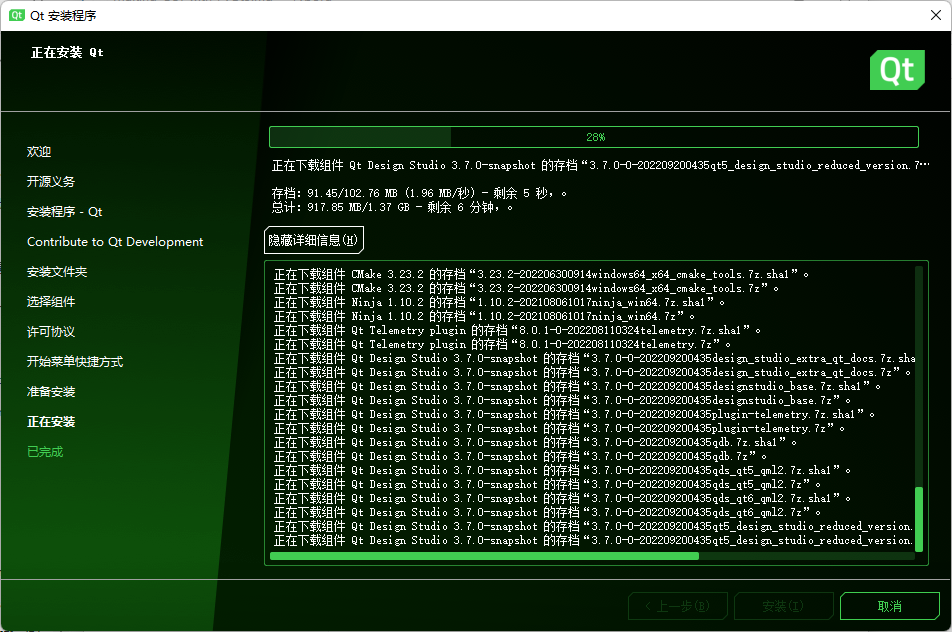 Qt Qt 安装程序
正在安装 Qt
Qt
欢迎
开源义务
安装程序 - Qt
Contribute to Qt Development
安装文件夹
选择组件
许可协议
开始菜单快捷方式
准备安装
正在安装
已完成
28%
正在下载组件 Qt Design Studio 3.7.0-snapshot 的存档“3.7.0-0-202209200435qt5_design_studio_reduced_version.7…
存档: 91.45/102.76 MB (1.96 MB/秒) - 剩余 5 秒，。
总计: 917.85 MB/1.37 GB - 剩余 6 分钟，。
隐藏详细信息(H)
正在下载组件 CMake 3.23.2 的存档“3.23.2-202206300914windows64_x64_cmake_tools.7z.sha1”。
正在下载组件 CMake 3.23.2 的存档“3.23.2-202206300914windows64_x64_cmake_tools.7z”。
正在下载组件 Ninja 1.10.2 的存档“1.10.2-202108061017ninja_win64.7z.sha1”。
正在下载组件 Ninja 1.10.2 的存档“1.10.2-202108061017ninja_win64.7z”。
正在下载组件 Qt Telemetry plugin 的存档“8.0.1-0-202208110324telemetry.7z.sha1”。
正在下载组件 Qt Telemetry plugin 的存档“8.0.1-0-202208110324telemetry.7z”。
正在下载组件 Qt Design Studio 3.7.0-snapshot 的存档“3.7.0-0-202209200435design_studio_extra_qt_docs.7z.sha
正在下载组件 Qt Design Studio 3.7.0-snapshot 的存档“3.7.0-0-202209200435design_studio_extra_qt_docs.7z”。
正在下载组件 Qt Design Studio 3.7.0-snapshot 的存档“3.7.0-0-202209200435designstudio_base.7z.sha1”。
正在下载组件 Qt Design Studio 3.7.0-snapshot 的存档“3.7.0-0-202209200435designstudio_base.7z”。
正在下载组件 Qt Design Studio 3.7.0-snapshot 的存档“3.7.0-0-202209200435plugin-telemetry.7z.sha1”。
正在下载组件 Qt Design Studio 3.7.0-snapshot 的存档“3.7.0-0-202209200435plugin-telemetry.7z”。
正在下载组件 Qt Design Studio 3.7.0-snapshot 的存档“3.7.0-0-202209200435qdb.7z.sha1”。
正在下载组件 Qt Design Studio 3.7.0-snapshot 的存档“3.7.0-0-202209200435qdb.7z”。
正在下载组件 Qt Design Studio 3.7.0-snapshot 的存档“3.7.0-0-202209200435qds_qt5_qml2.7z.sha1”。
正在下载组件 Qt Design Studio 3.7.0-snapshot 的存档“3.7.0-0-202209200435qds_qt5_qml2.7z”。
正在下载组件 Qt Design Studio 3.7.0-snapshot 的存档“3.7.0-0-202209200435qds_qt6_qml2.7z.sha1”。
正在下载组件 Qt Design Studio 3.7.0-snapshot 的存档“3.7.0-0-202209200435qds_qt6_qml2.7z”。
正在下载组件 Qt Design Studio 3.7.0-snapshot 的存档“3.7.0-0-202209200435qt5_design_studio_reduced_version.
正在下载组件 Qt Design Studio 3.7.0-snapshot 的存档“3.7.0-0-202209200435qt5_design_studio_reduced_version.
< 上一步(B) 安装(I) 取消